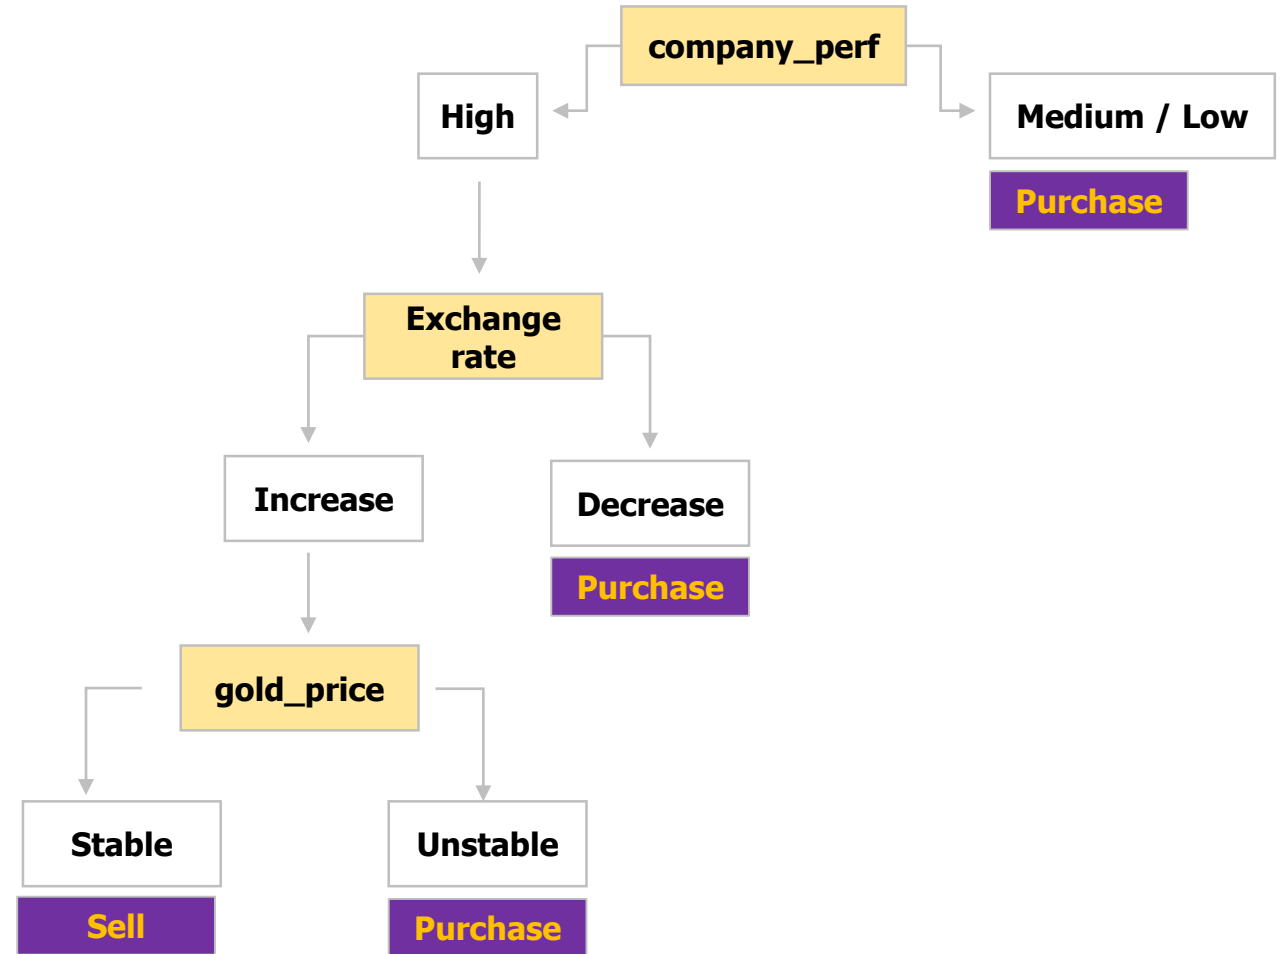 company_perf
High
Medium / Low
Purchase
Exchange
rate
Increase
Decrease
Purchase
gold_price
Stable
Unstable
Sell
Purchase